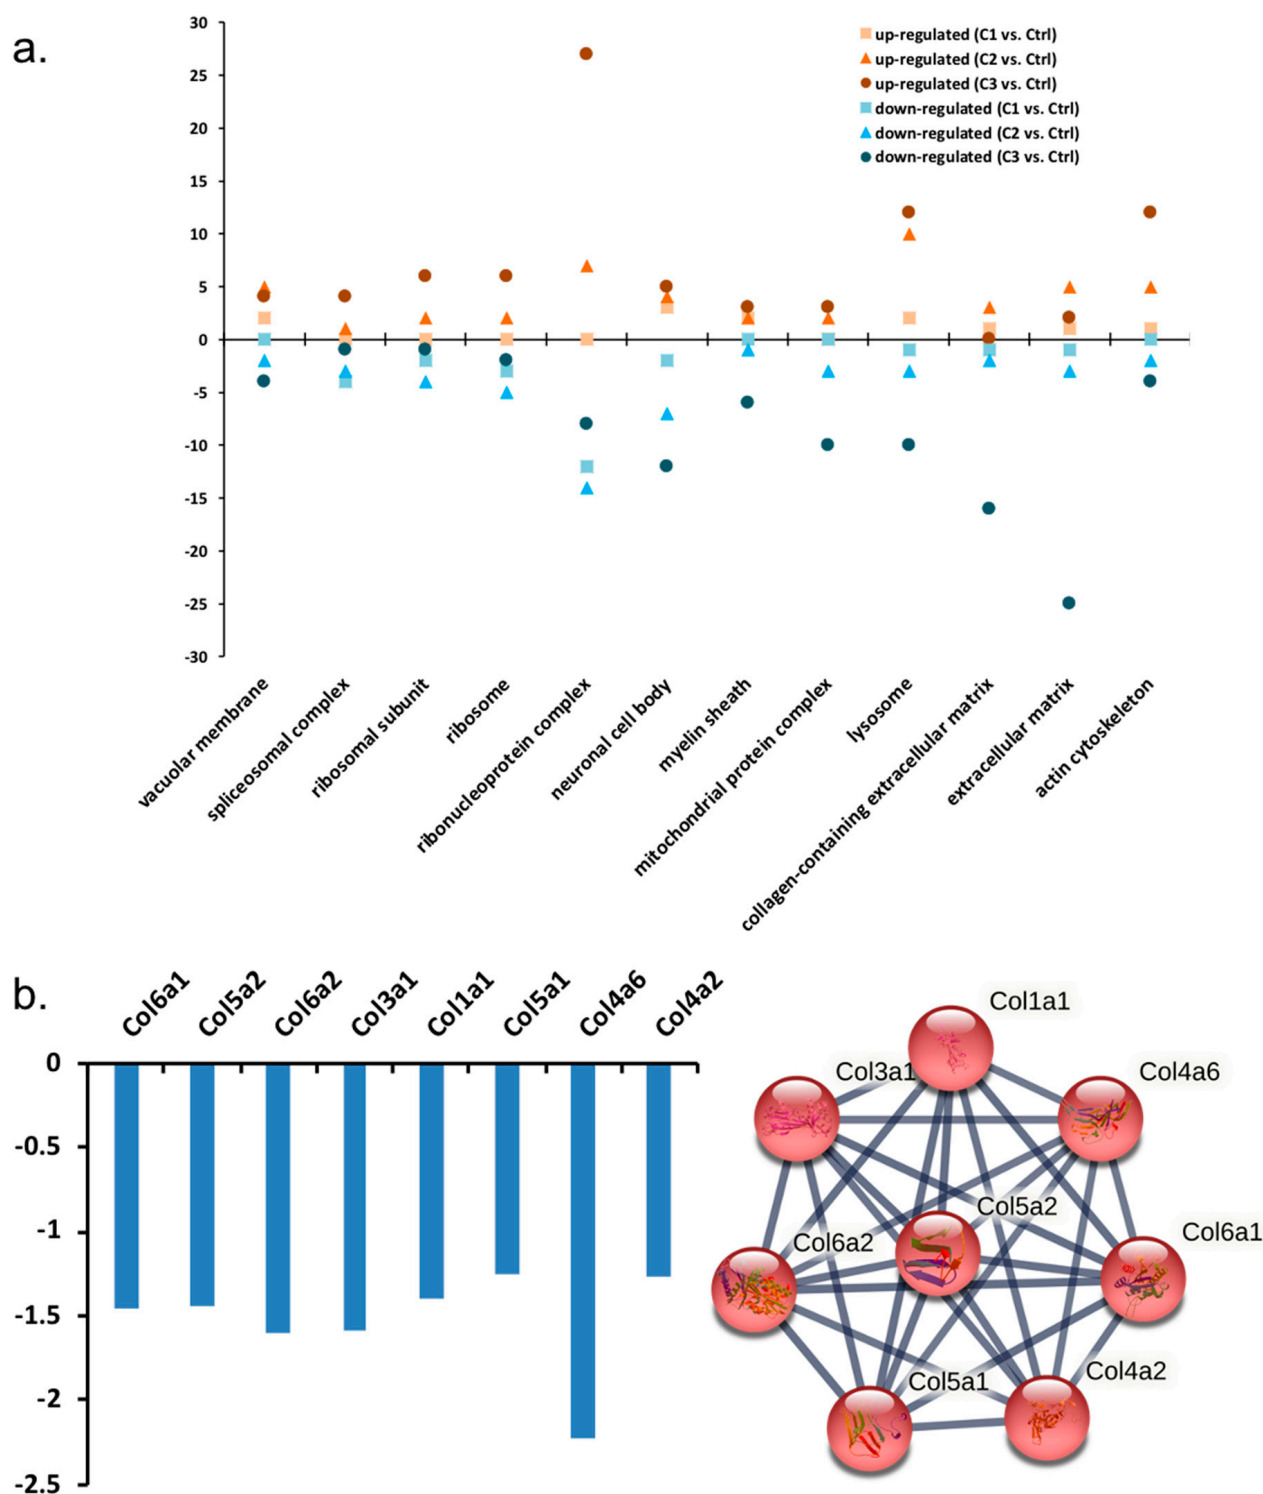 a.
30
25
20
15
10
5
0
-5
-10
-15
-20
-25
-30
up-regulated (C1 vs. Ctrl)
up-regulated (C2 vs. Ctrl)
up-regulated (C3 vs. Ctrl)
down-regulated (C1 vs. Ctrl)
down-regulated (C2 vs. Ctrl)
down-regulated (C3 vs. Ctrl)
vacuolar membrane
spliceosomal complex
ribosomal subunit
ribosome
ribonucleoprotein complex
neuronal cell body
myelin sheath
mitochondrial protein complex
lysosome
collagen-containing extracellular matrix
extracellular matrix
actin cytoskeleton
b.
Col6a1
Col5a2
Col6a2
Col3a1
Col1a1
Col5a1
Col4a6
Col4a2
0
-0.5
-1
-1.5
-2
-2.5
Col1a1
Col3a1
Col4a6
Col5a2
Col6a2
Col6a1
Col5a1
Col4a2